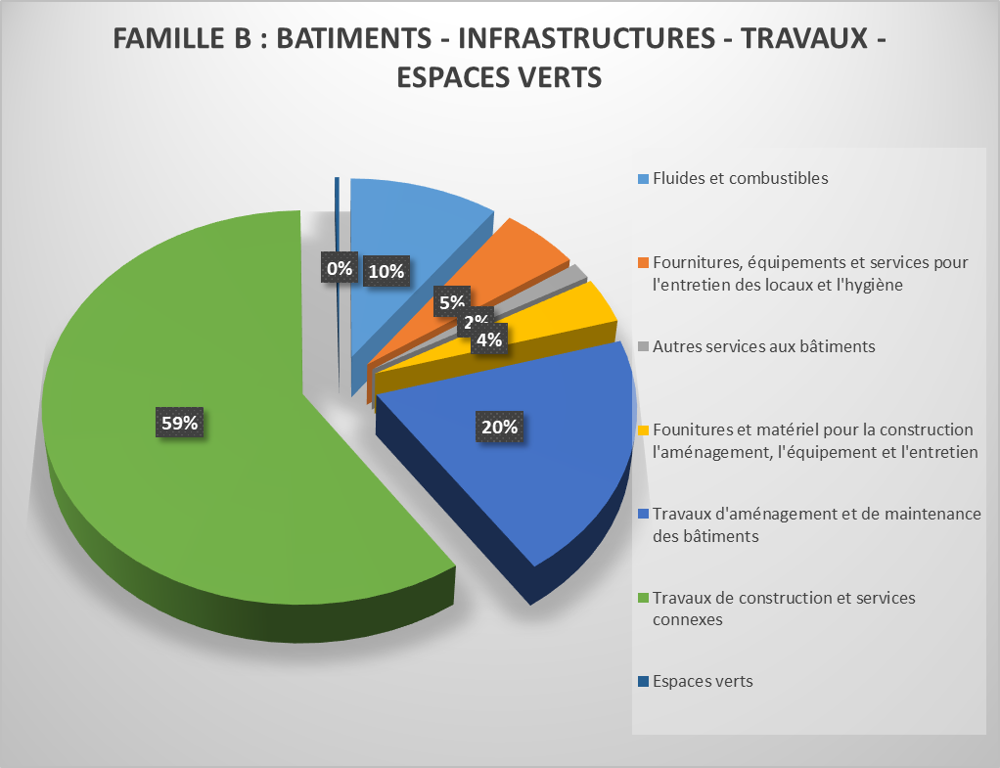 FAMILLE B : BATIMENTS - INFRASTRUCTURES - TRAVAUX -
ESPACES VERTS
Fluides et combustibles
Fournitures, équipements et services pour
l'entretien des locaux et l'hygiène
Autres services aux bâtiments
Founitures et matériel pour la construction
l'aménagement, l'équipement et l'entretien
Travaux d'aménagement et de maintenance
des bâtiments
Travaux de construction et services
connexes
Espaces verts
0%
10%
5%
2%
4%
20%
59%